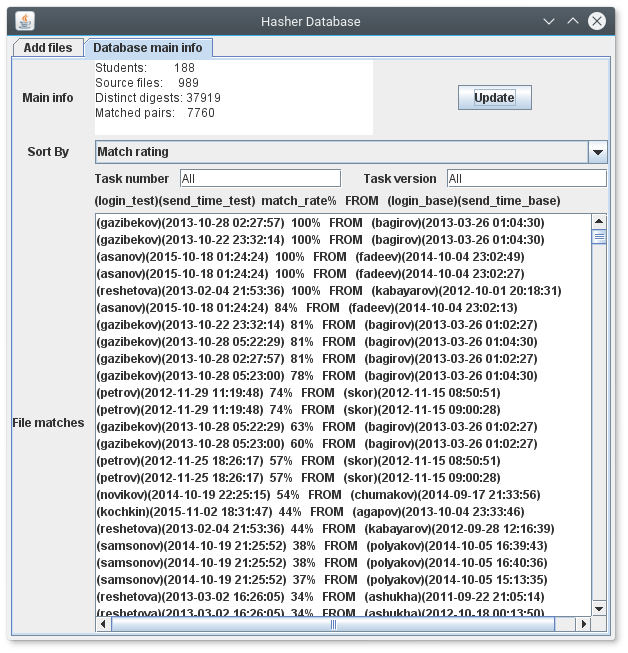 Hasher Database
Add files
Database main info
Main info
Students: 188
Source files: 989
Distinct digests: 37919
Matched pairs: 7760
Update
Sort By
Match rating
Task number
All
Task version
All
(login_test)(send_time_test) match_rate% FROM (login_base)(send_time_base)
File matches
(gazibekov)(2013-10-28 02:27:57) 100% FROM (bagirov)(2013-03-26 01:04:30)
(gazibekov)(2013-10-22 23:32:14) 100% FROM (bagirov)(2013-03-26 01:04:30)
(asanov)(2015-10-18 01:24:24) 100% FROM (fadeev)(2014-10-04 23:02:49)
(asanov)(2015-10-18 01:24:24) 100% FROM (fadeev)(2014-10-04 23:02:27)
(reshetova)(2013-02-04 21:53:36) 100% FROM (kabayarov)(2012-10-01 20:18:31)
(asanov)(2015-10-18 01:24:24) 84% FROM (fadeev)(2014-10-04 23:02:13)
(gazibekov)(2013-10-22 23:32:14) 81% FROM (bagirov)(2013-03-26 01:02:27)
(gazibekov)(2013-10-28 05:22:29) 81% FROM (bagirov)(2013-03-26 01:04:30)
(gazibekov)(2013-10-28 02:27:57) 81% FROM (bagirov)(2013-03-26 01:02:27)
(gazibekov)(2013-10-28 05:23:00) 78% FROM (bagirov)(2013-03-26 01:04:30)
(petrov)(2012-11-29 11:19:48) 74% FROM (skor)(2012-11-15 08:50:51)
(petrov)(2012-11-29 11:19:48) 74% FROM (skor)(2012-11-15 09:00:28)
(gazibekov)(2013-10-28 05:22:29) 63% FROM (bagirov)(2013-03-26 01:02:27)
(gazibekov)(2013-10-28 05:23:00) 60% FROM (bagirov)(2013-03-26 01:02:27)
(petrov)(2012-11-25 18:26:17) 57% FROM (skor)(2012-11-15 08:50:51)
(petrov)(2012-11-25 18:26:17) 57% FROM (skor)(2012-11-15 09:00:28)
(novikov)(2014-10-19 22:25:15) 54% FROM (chumakov)(2014-09-17 21:33:56)
(kochkin)(2015-11-02 18:31:47) 44% FROM (agapov)(2013-10-04 23:33:46)
(reshetova)(2013-02-04 21:53:36) 44% FROM (kabayarov)(2012-09-28 12:16:39)
(samsonov)(2014-10-19 21:25:52) 38% FROM (polyakov)(2014-10-05 16:39:43)
(samsonov)(2014-10-19 21:25:52) 38% FROM (polyakov)(2014-10-05 16:40:36)
(samsonov)(2014-10-19 21:25:52) 37% FROM (polyakov)(2014-10-05 15:13:35)
(reshetova)(2013-03-02 16:26:05) 34% FROM (ashukha)(2011-09-22 21:05:14)
(reshetova)(2013-03-02 16:26:05) 34% FROM (ashukha)(2012-10-18 00:13:50)